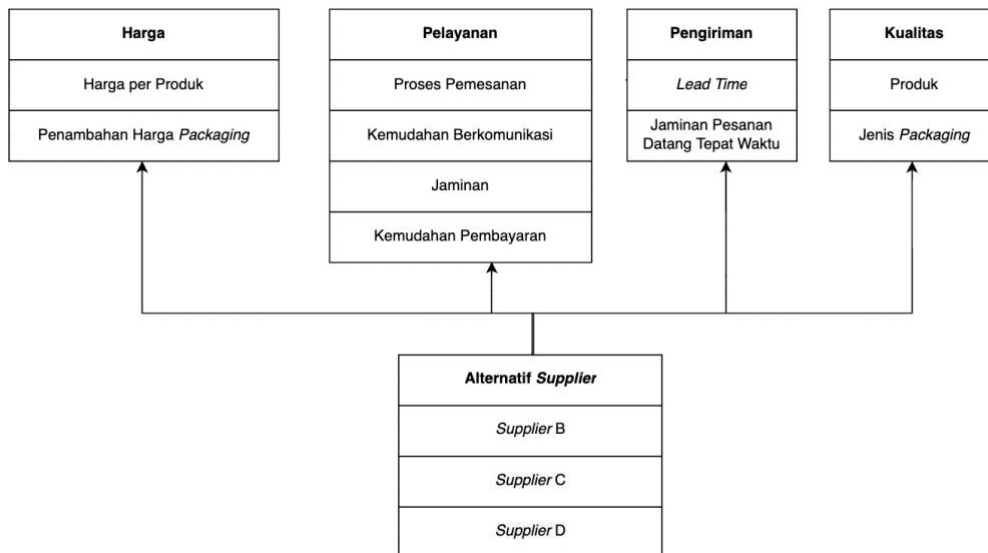 Harga
Harga per Produk
Penambahan Harga Packaging
Pelayanan
Proses Pemesanan
Kemudahan Berkomunikasi
Jaminan
Kemudahan Pembayaran
Pengiriman
Lead Time
Jaminan Pesanan
Datang Tepat Waktu
Kualitas
Produk
Jenis Packaging
Alternatif Supplier
Supplier B
Supplier C
Supplier D